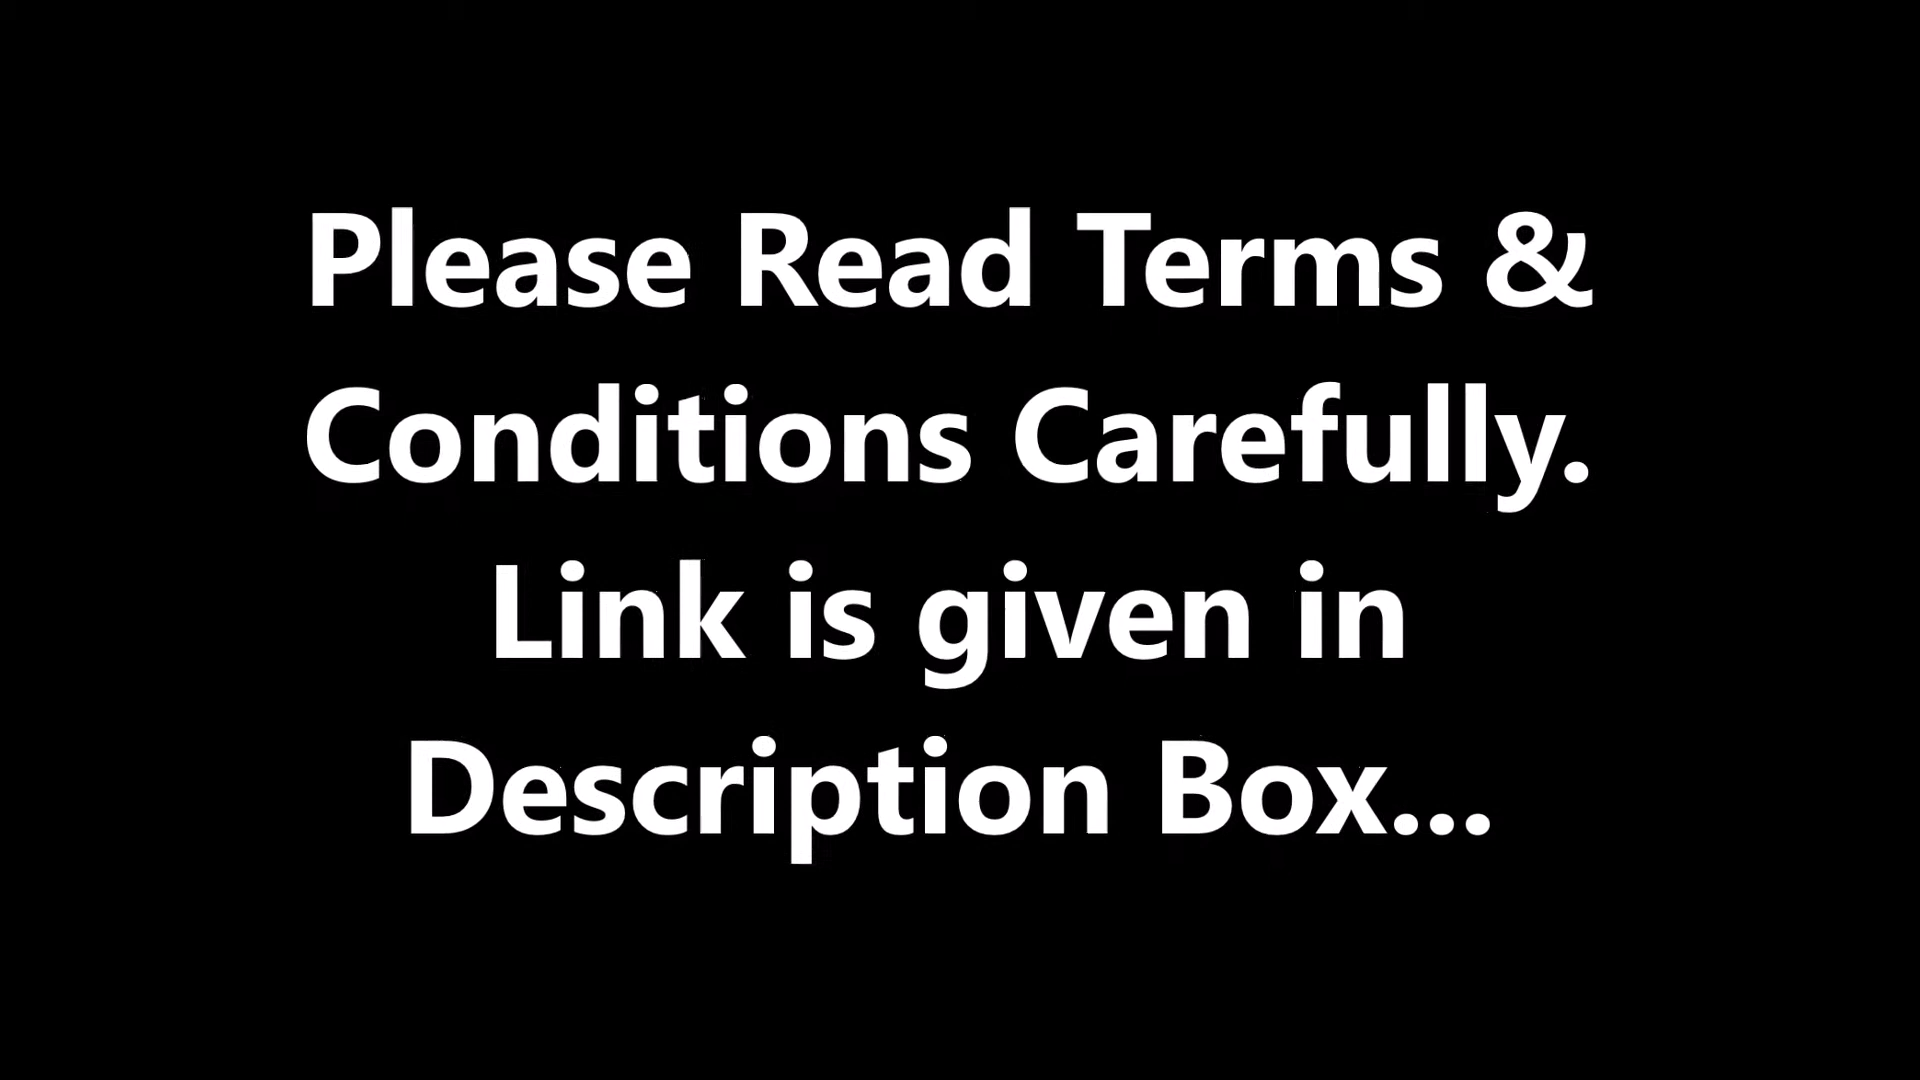 Please Read Terms &
Conditions Carefully.
Link is given in
Description Box...